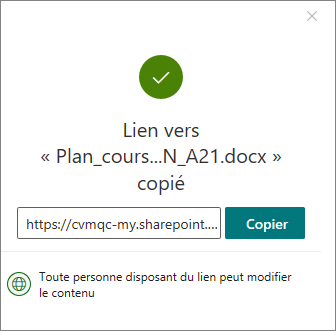 Lien vers
« Plan_cours...N_A21.docx »
copié
https://cvmqc-my.sharepoint....
Copier
Toute personne disposant du lien peut modifier
le contenu